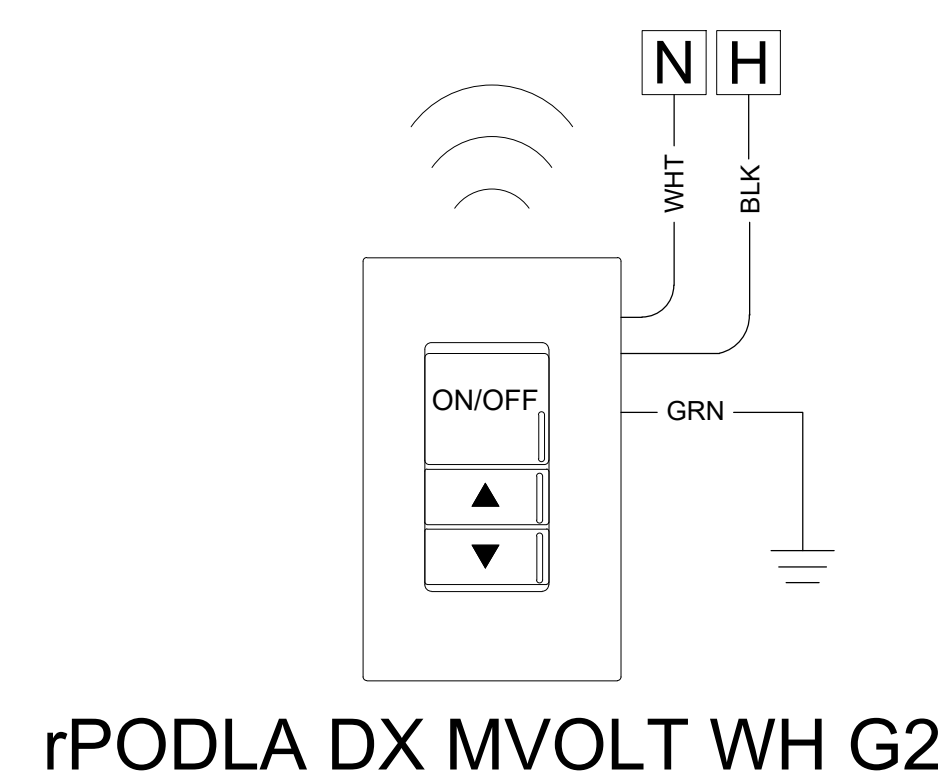 N H
WHT
BLK
ON/OFF
GRN
▲
▼
rPODLA DX MVOLT WH G2